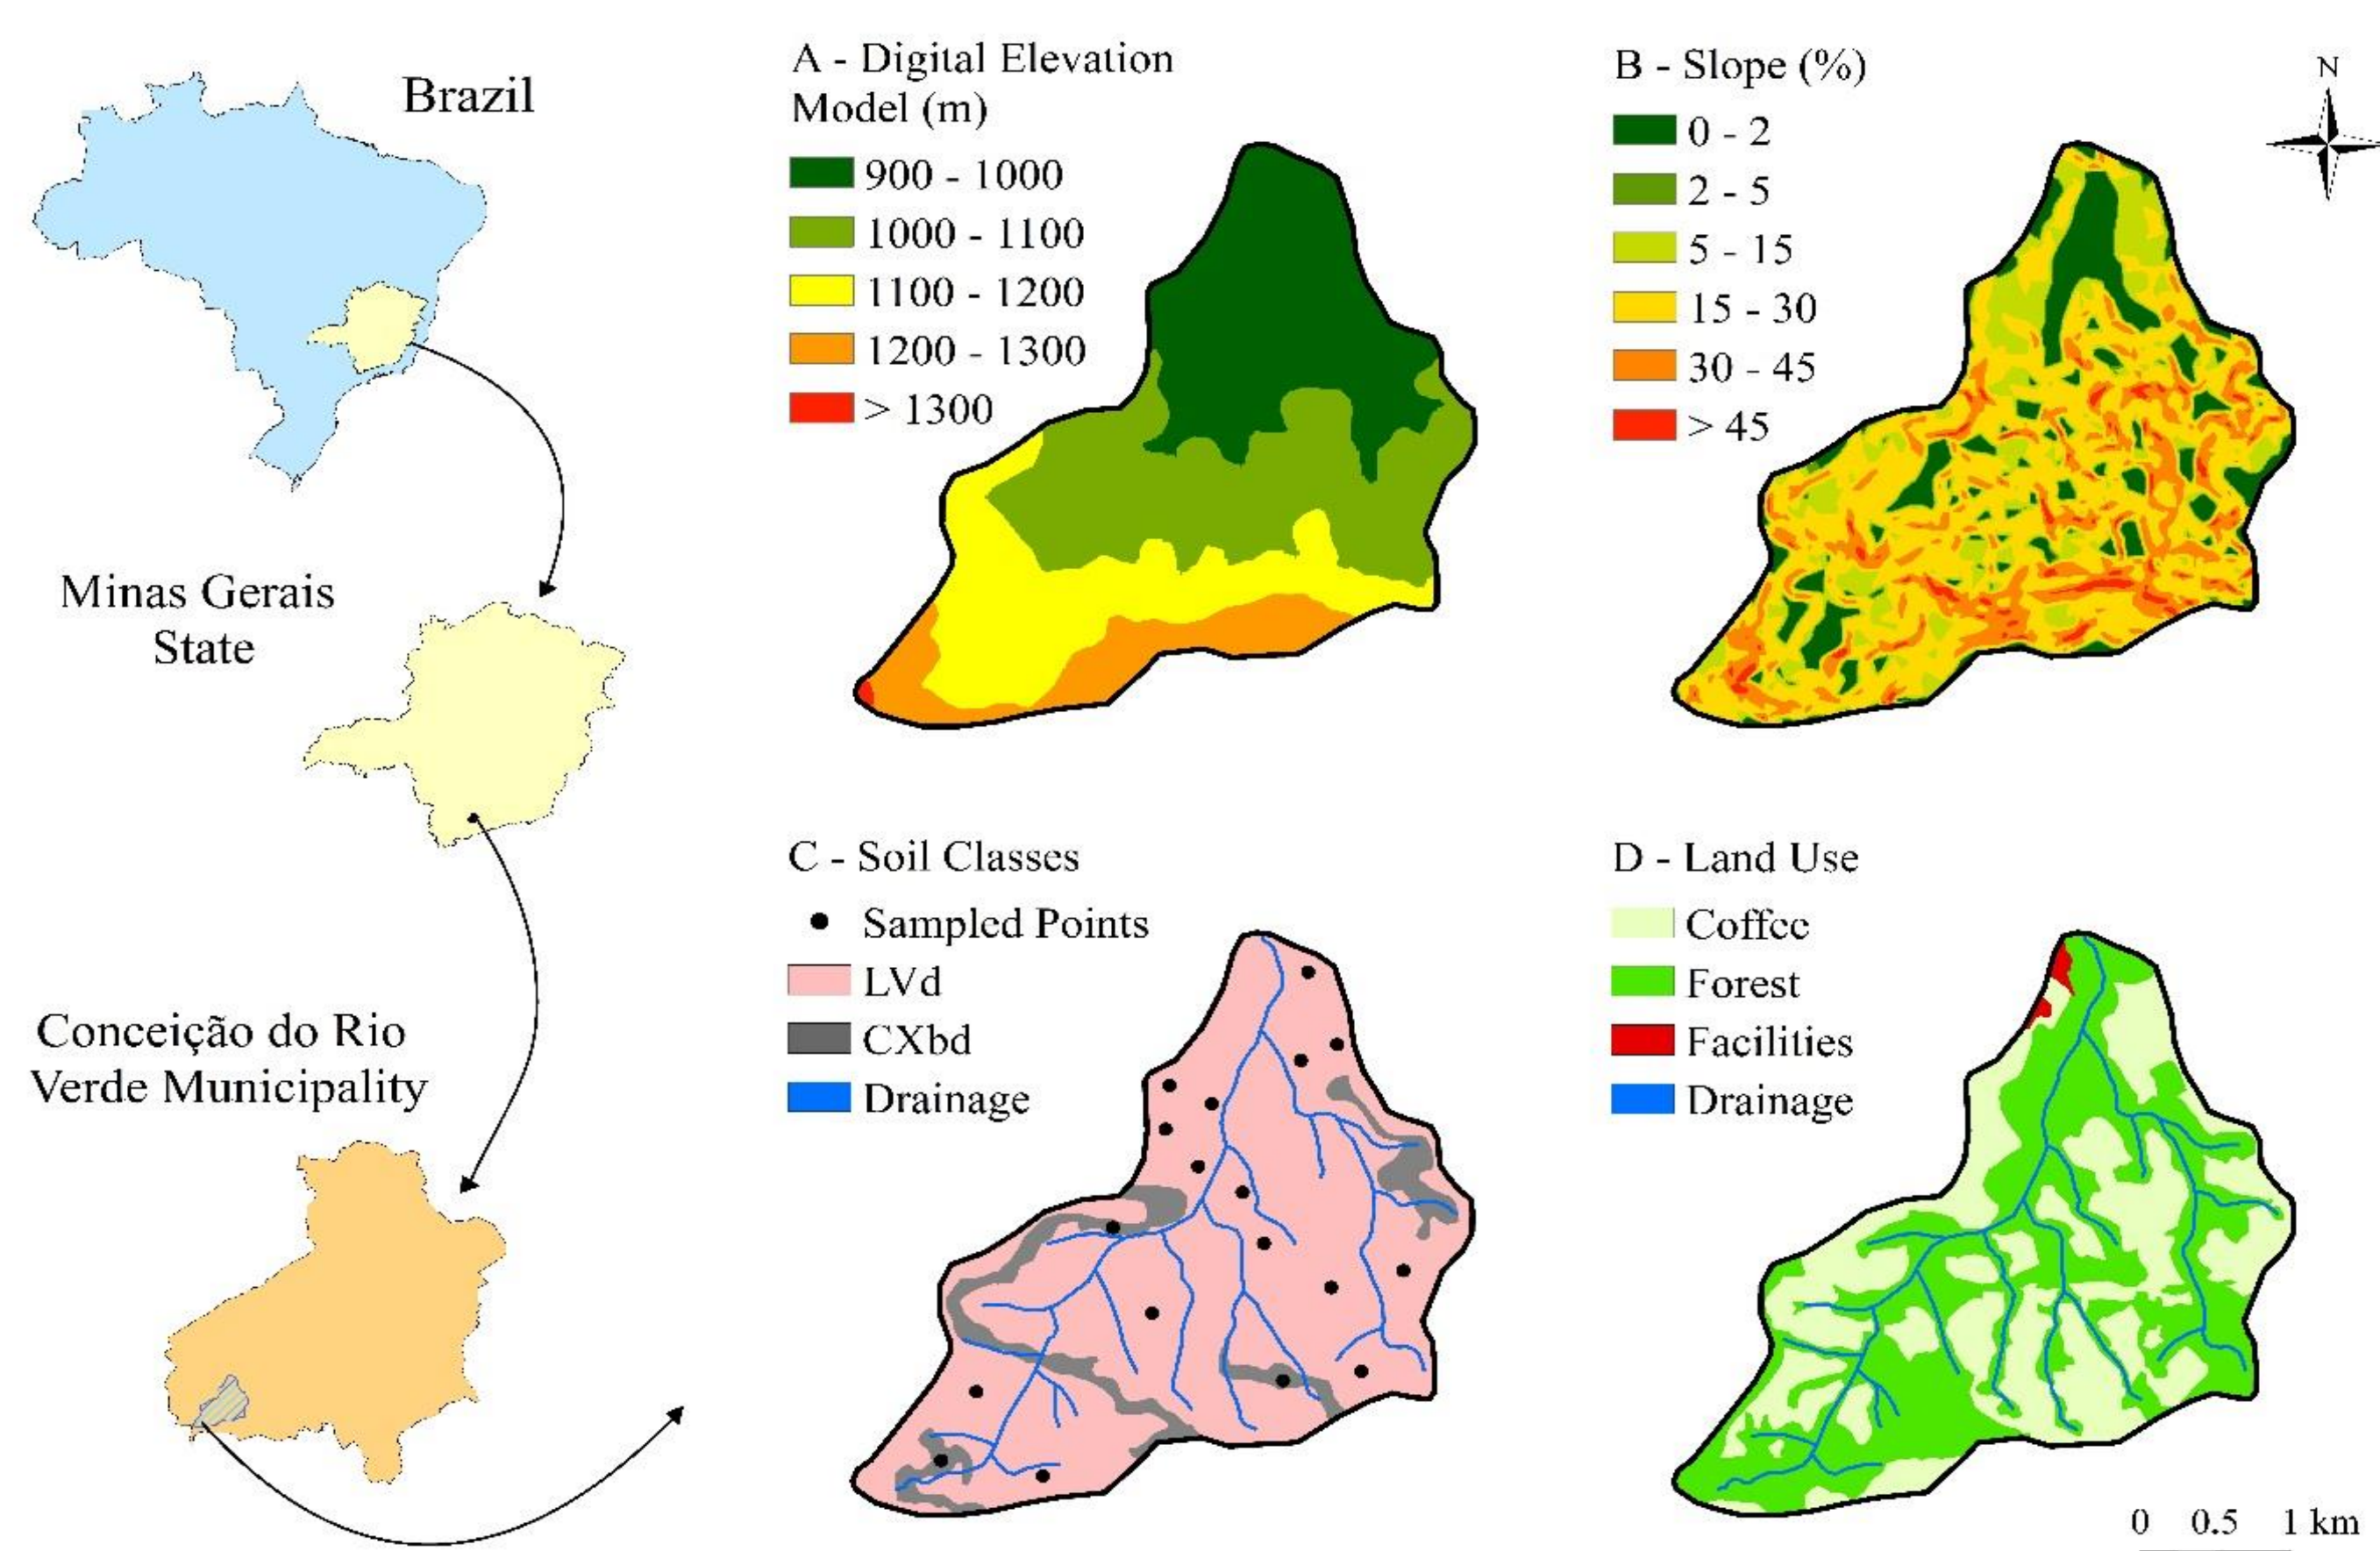 Brazil
Minas Gerais
State
Conceição do Rio
Verde Municipality
A - Digital Elevation
Model (m)
900 - 1000
1000 - 1100
1100 - 1200
1200 - 1300
> 1300
B - Slope (%)
0 - 2
2 - 5
5 - 15
15 - 30
30 - 45
> 45
N
C - Soil Classes
Sampled Points
LVd
CXbd
Drainage
D - Land Use
Coffee
Forest
Facilities
Drainage
0 0.5 1 km